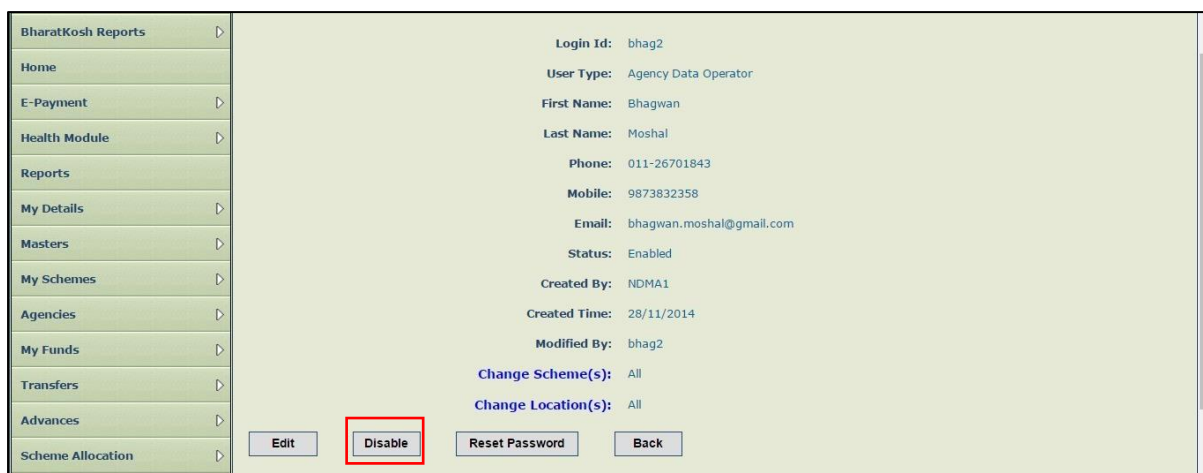 BharatKosh Reports
Home
E-Payment
Health Module
Reports
My Details
Masters
My Schemes
Agencies
My Funds
Transfers
Advances
Scheme Allocation
Login Id: bhag2
User Type: Agency Data Operator
First Name: Bhagwan
Last Name: Moshal
Phone: 011-26701843
Mobile: 9873832358
Email: bhagwan.moshal@gmail.com
Status: Enabled
Created By: NDMA1
Created Time: 28/11/2014
Modified By: bhag2
Change Scheme(s): All
Change Location(s): All
Edit Disable Reset Password Back